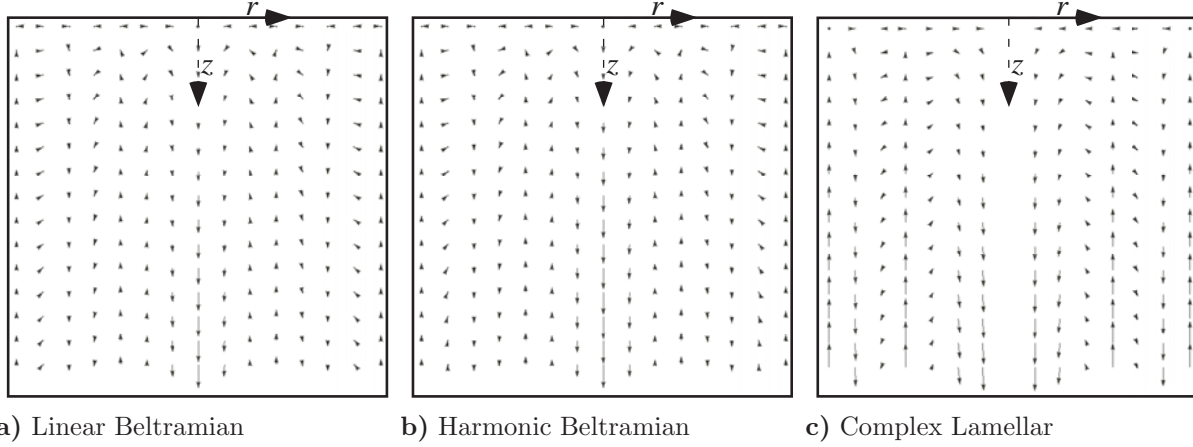 r r r
z z z
a) Linear Beltramian b) Harmonic Beltramian c) Complex Lamellar